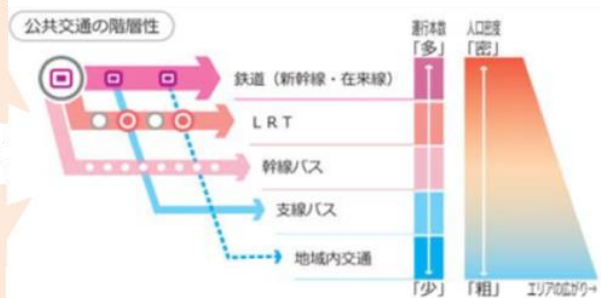 公共交通の階層性
運行本数
人口密度
「多」
「密」
鉄道（新幹線・在来線）
ＬＲＴ
幹線バス
支線バス
地域内交通
「少」
「粗」
エリアの広がり→